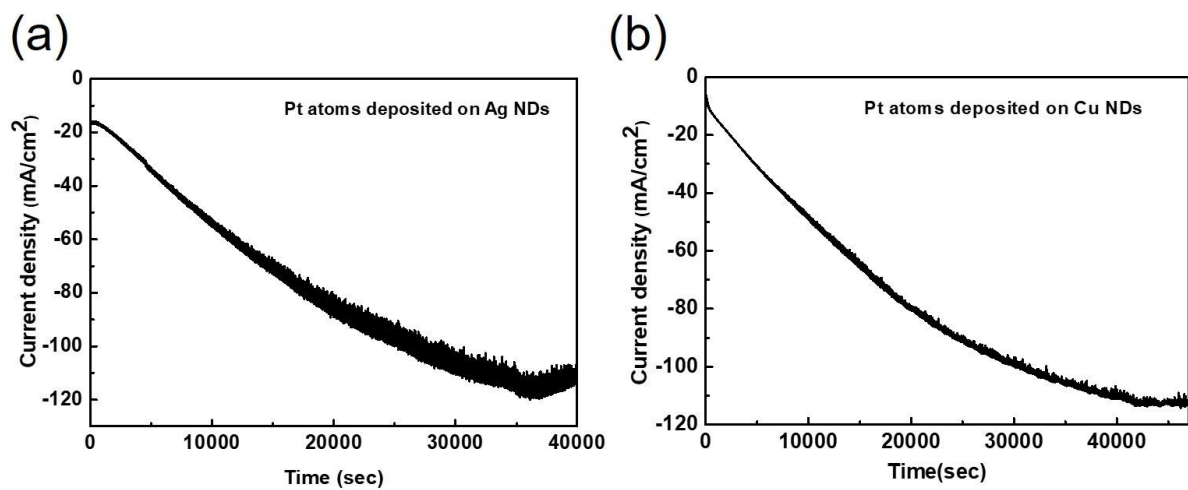 (a)
Pt atoms deposited on Ag NDs
Current density (mA/cm2)
0
-20
-40
-60
-80
-100
-120
0 10000 20000 30000 40000
Time (sec)
(b)
Pt atoms deposited on Cu NDs
Current density (mA/cm2)
0
-20
-40
-60
-80
-100
-120
0 10000 20000 30000 40000
Time(sec)